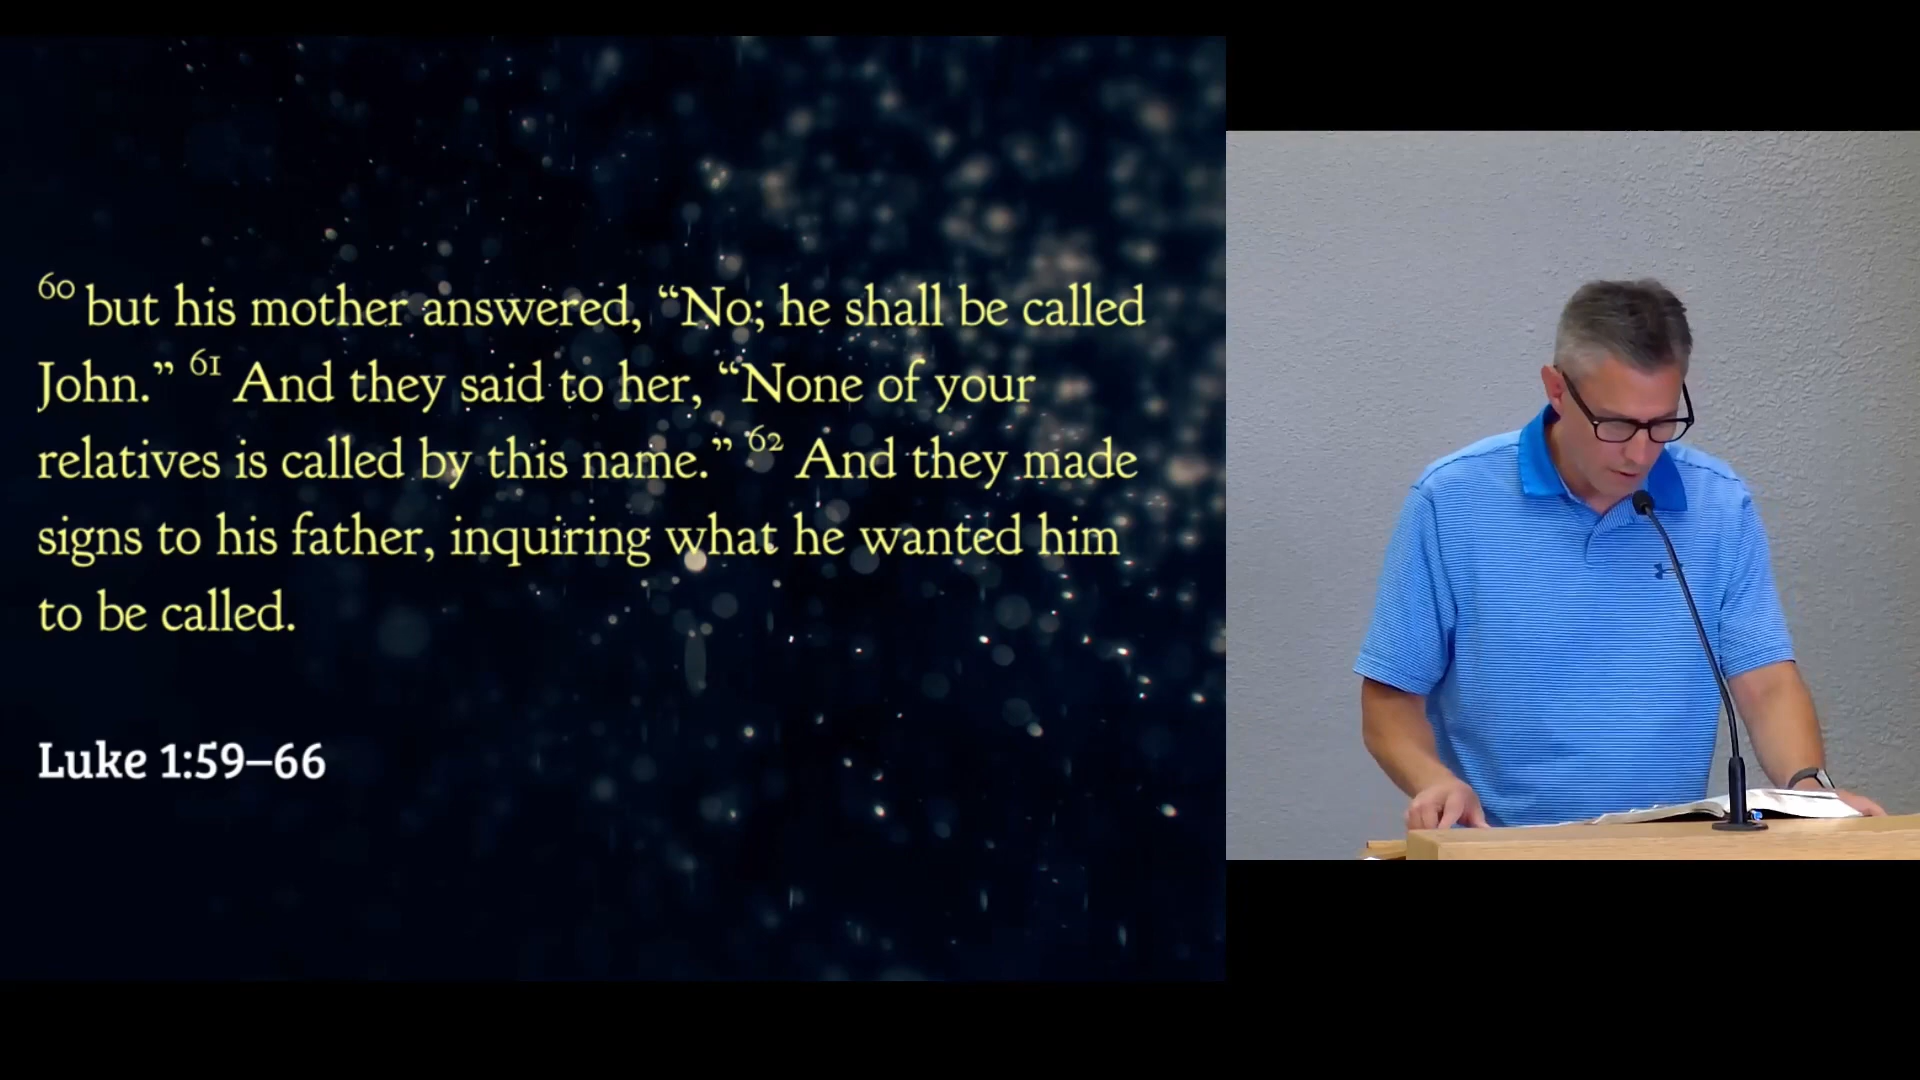 60 but his mother answered, “No; he shall be called
John.” 61 And they said to her, “None of your
relatives is called by this name.” 62 And they made
signs to his father, inquiring what he wanted him
to be called.
Luke 1:59–66